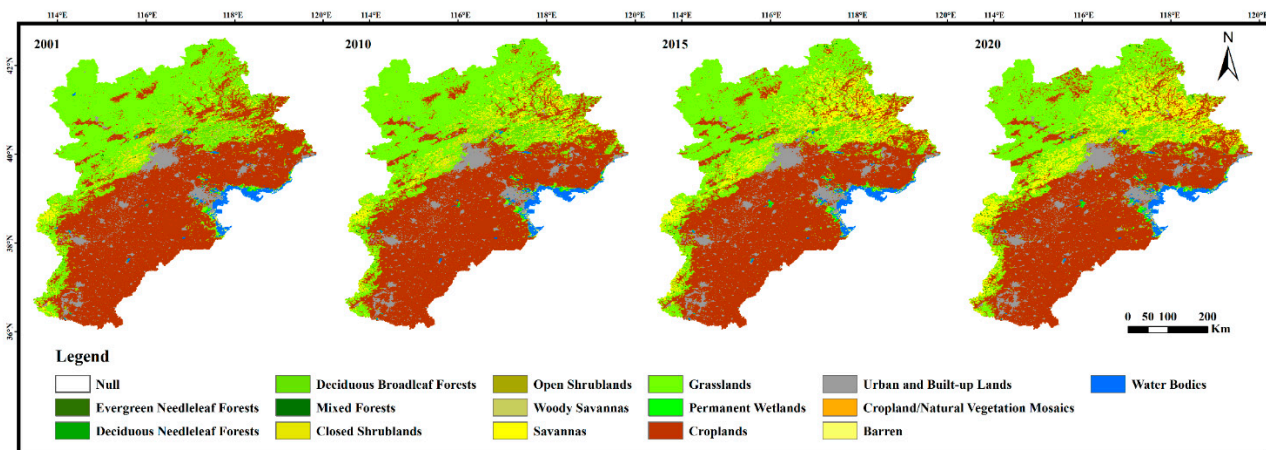 114°E 116°E 118°E 120°E 114°E 116°E 118°E 120°E 114°E 116°E 118°E 120°E 114°E 116°E 118°E 120°E
2001 2010 2015 2020
N
42°N
40°N
38°N
36°N
0 50 100 200
Km
Legend
Null Deciduous Broadleaf Forests Open Shrublands Grasslands Urban and Built-up Lands Water Bodies
Evergreen Needleleaf Forests Mixed Forests Woody Savannas Permanent Wetlands Cropland/Natural Vegetation Mosaics
Deciduous Needleleaf Forests Closed Shrublands Savannas Croplands Barren